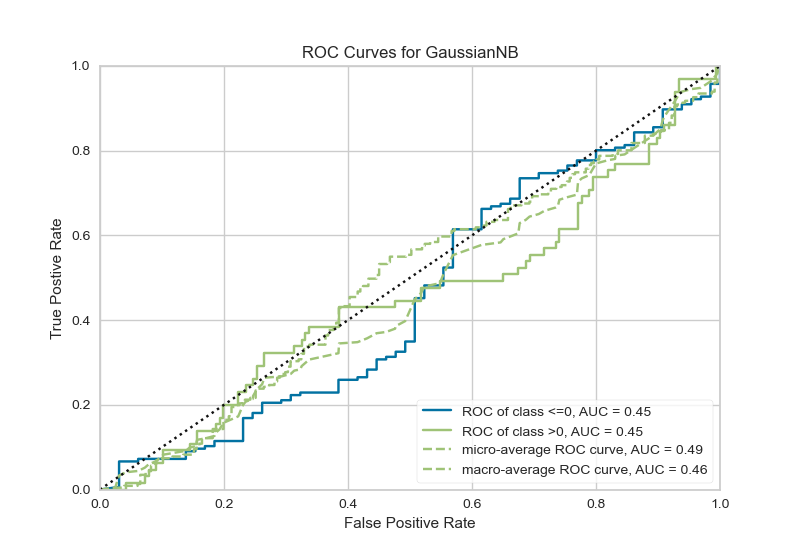 ROC Curves for GaussianNB
True Postive Rate
1.0
0.8
0.6
0.4
0.2
0.0
0.0 0.2 0.4 0.6 0.8 1.0
False Positive Rate
ROC of class <=0, AUC = 0.45
ROC of class >0, AUC = 0.45
micro-average ROC curve, AUC = 0.49
macro-average ROC curve, AUC = 0.46